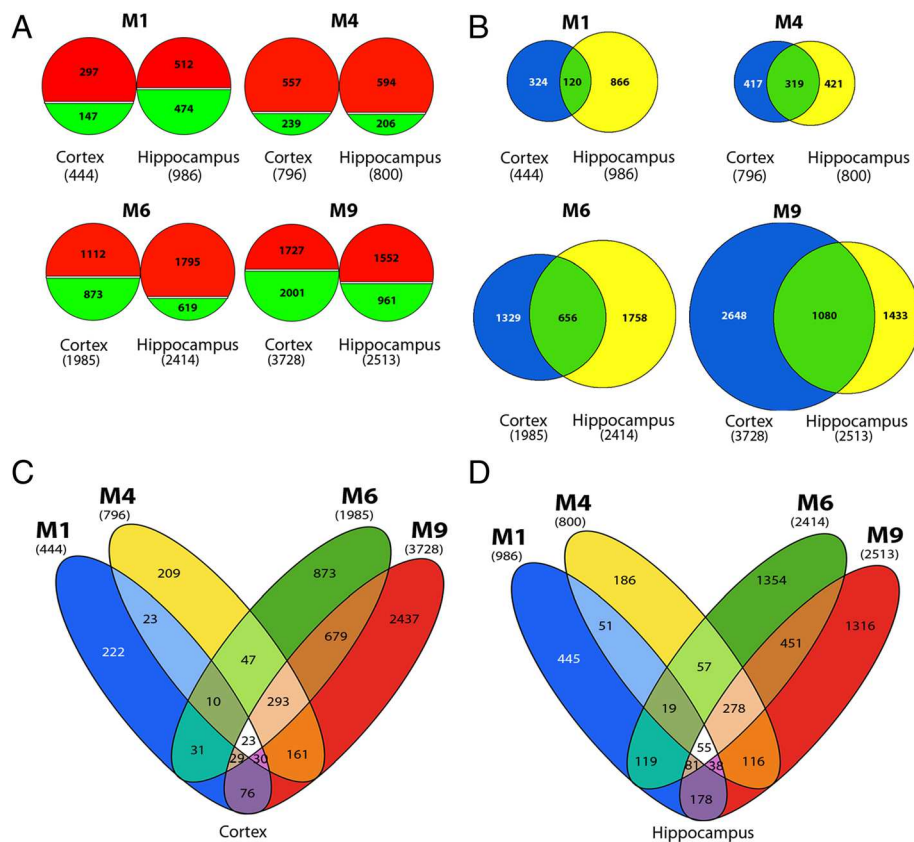 A
M1
M4
297
512
557
594
147
474
239
206
Cortex
(444)
Hippocampus
(986)
Cortex
(796)
Hippocampus
(800)
M6
M9
1112
1795
1727
1552
873
619
2001
961
Cortex
(1985)
Hippocampus
(2414)
Cortex
(3728)
Hippocampus
(2513)
B
M1
M4
324
120
866
417
319
421
Cortex
(444)
Hippocampus
(986)
Cortex
(796)
Hippocampus
(800)
M6
M9
1329
656
1758
2648
1080
1433
Cortex
(1985)
Hippocampus
(2414)
Cortex
(3728)
Hippocampus
(2513)
C
M1
(444)
M4
(796)
M6
(1985)
M9
(3728)
209
873
23
679
2437
222
47
10
293
31
23
161
29
30
76
Cortex
D
M1
(986)
M4
(800)
M6
(2414)
M9
(2513)
186
1354
51
451
1316
445
57
19
278
119
55
116
81
38
178
Hippocampus